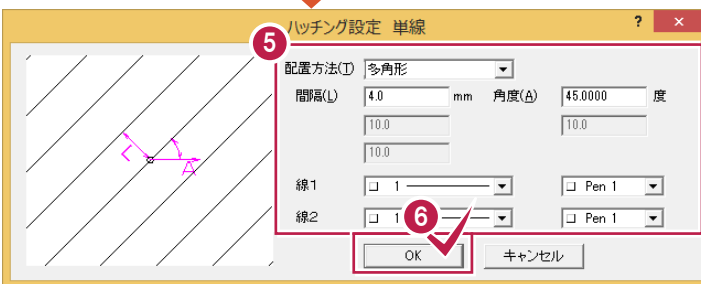 ハッチング設定 単線
? ×
5
配置方法(T) 多角形
間隔(L) 4.0 mm 角度(A) 45.0000 度
10.0 10.0
10.0
線1 1 Pen 1
線2 1 Pen 1
6
OK キャンセル
L
A